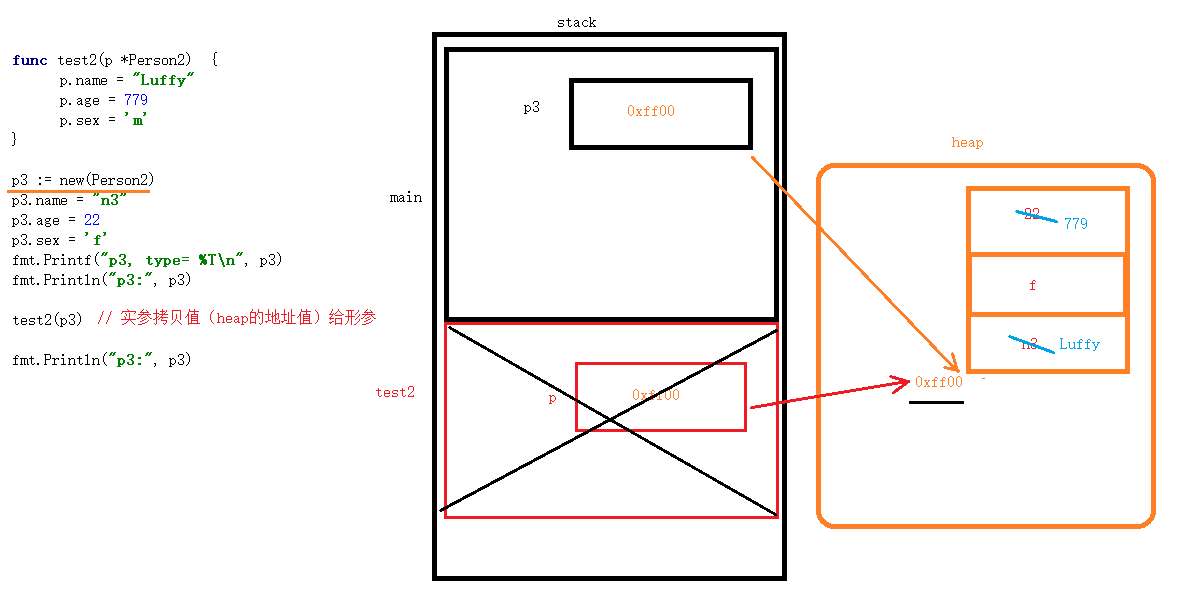 stack
func test2(p *Person2)  {
p.name = "Luffy"
p.age = 779
p.sex = 'm'
}
p3 := new(Person2)
p3.name = "n3"
p3.age = 22
p3.sex = 'f'
fmt.Printf("p3, type= %T\n", p3)
fmt.Println("p3:", p3)
test2(p3)  // 实参拷贝值（heap的地址值）给形参
fmt.Println("p3:", p3)
p3
0xff00
main
test2
p
0xff00
heap
22 779
f
n3 Luffy
0xff00